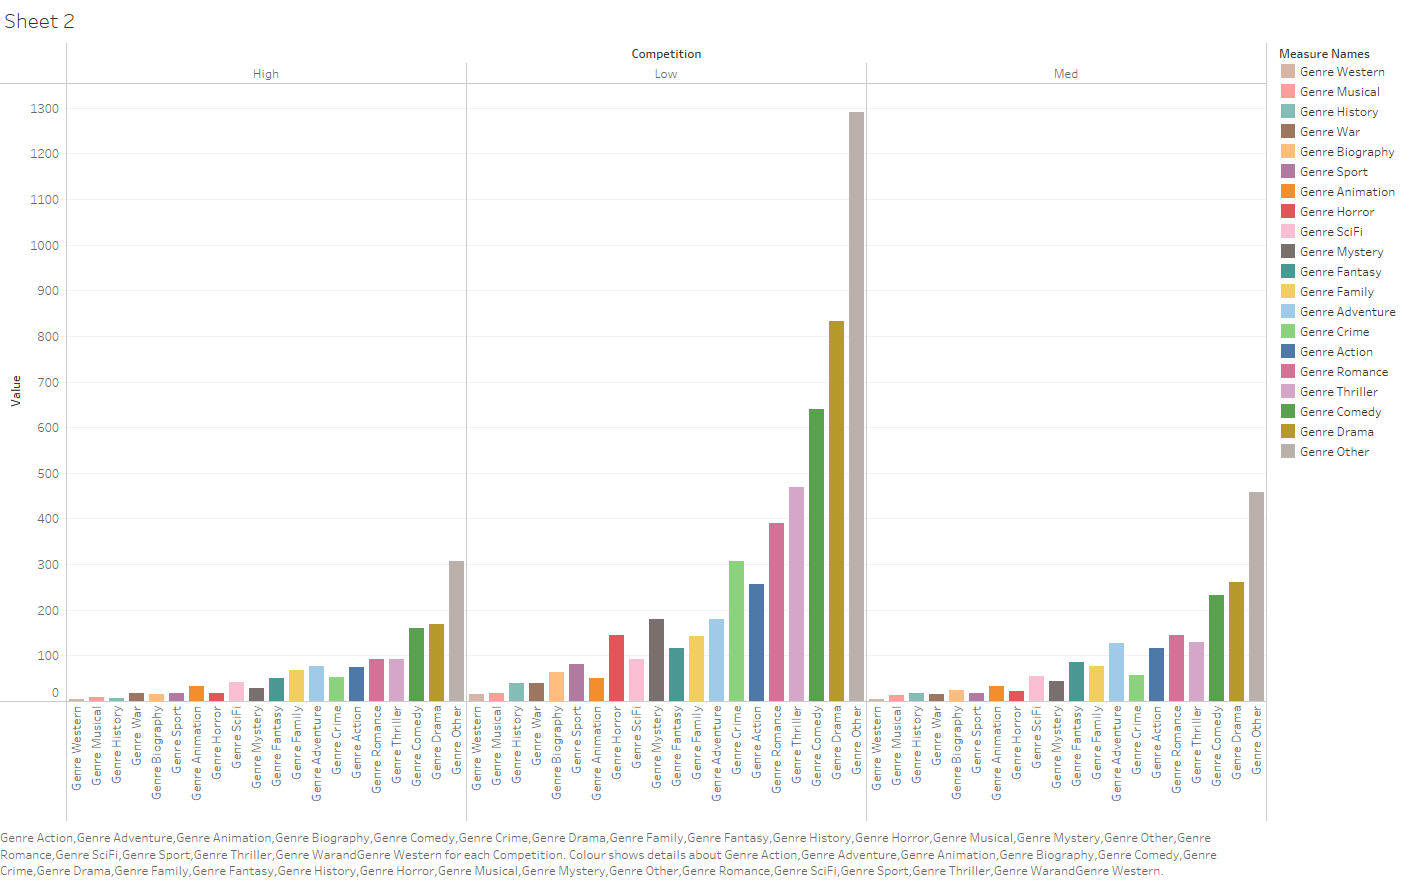 Sheet 2
Competition
High
Low
Med
Value
1300
1200
1100
1000
900
800
700
600
500
400
300
200
100
0
Genre Western
Genre Musical
Genre History
Genre War
Genre Biography
Genre Sport
Genre Animation
Genre Horror
Genre SciFi
Genre Mystery
Genre Fantasy
Genre Family
Genre Adventure
Genre Crime
Genre Action
Genre Romance
Genre Thriller
Genre Comedy
Genre Drama
Genre Other
Genre Western
Genre Musical
Genre History
Genre War
Genre Biography
Genre Sport
Genre Animation
Genre Horror
Genre SciFi
Genre Mystery
Genre Fantasy
Genre Family
Genre Adventure
Genre Crime
Genre Action
Genre Romance
Genre Thriller
Genre Comedy
Genre Drama
Genre Other
Genre Western
Genre Musical
Genre History
Genre War
Genre Biography
Genre Sport
Genre Animation
Genre Horror
Genre SciFi
Genre Mystery
Genre Fantasy
Genre Family
Genre Adventure
Genre Crime
Genre Action
Genre Romance
Genre Thriller
Genre Comedy
Genre Drama
Genre Other
Measure Names
Genre Western
Genre Musical
Genre History
Genre War
Genre Biography
Genre Sport
Genre Animation
Genre Horror
Genre SciFi
Genre Mystery
Genre Fantasy
Genre Family
Genre Adventure
Genre Crime
Genre Action
Genre Romance
Genre Thriller
Genre Comedy
Genre Drama
Genre Other
Genre Action,Genre Adventure,Genre Animation,Genre Biography,Genre Comedy,Genre Crime,Genre Drama,Genre Family,Genre Fantasy,Genre History,Genre Horror,Genre Musical,Genre Mystery,Genre Other,Genre
Romance,Genre SciFi,Genre Sport,Genre Thriller,Genre WarandGenre Western for each Competition. Colour shows details about Genre Action,Genre Adventure,Genre Animation,Genre Biography,Genre Comedy,Genre
Crime,Genre Drama,Genre Family,Genre Fantasy,Genre History,Genre Horror,Genre Musical,Genre Mystery,Genre Other,Genre Romance,Genre SciFi,Genre Sport,Genre Thriller,Genre WarandGenre Western.